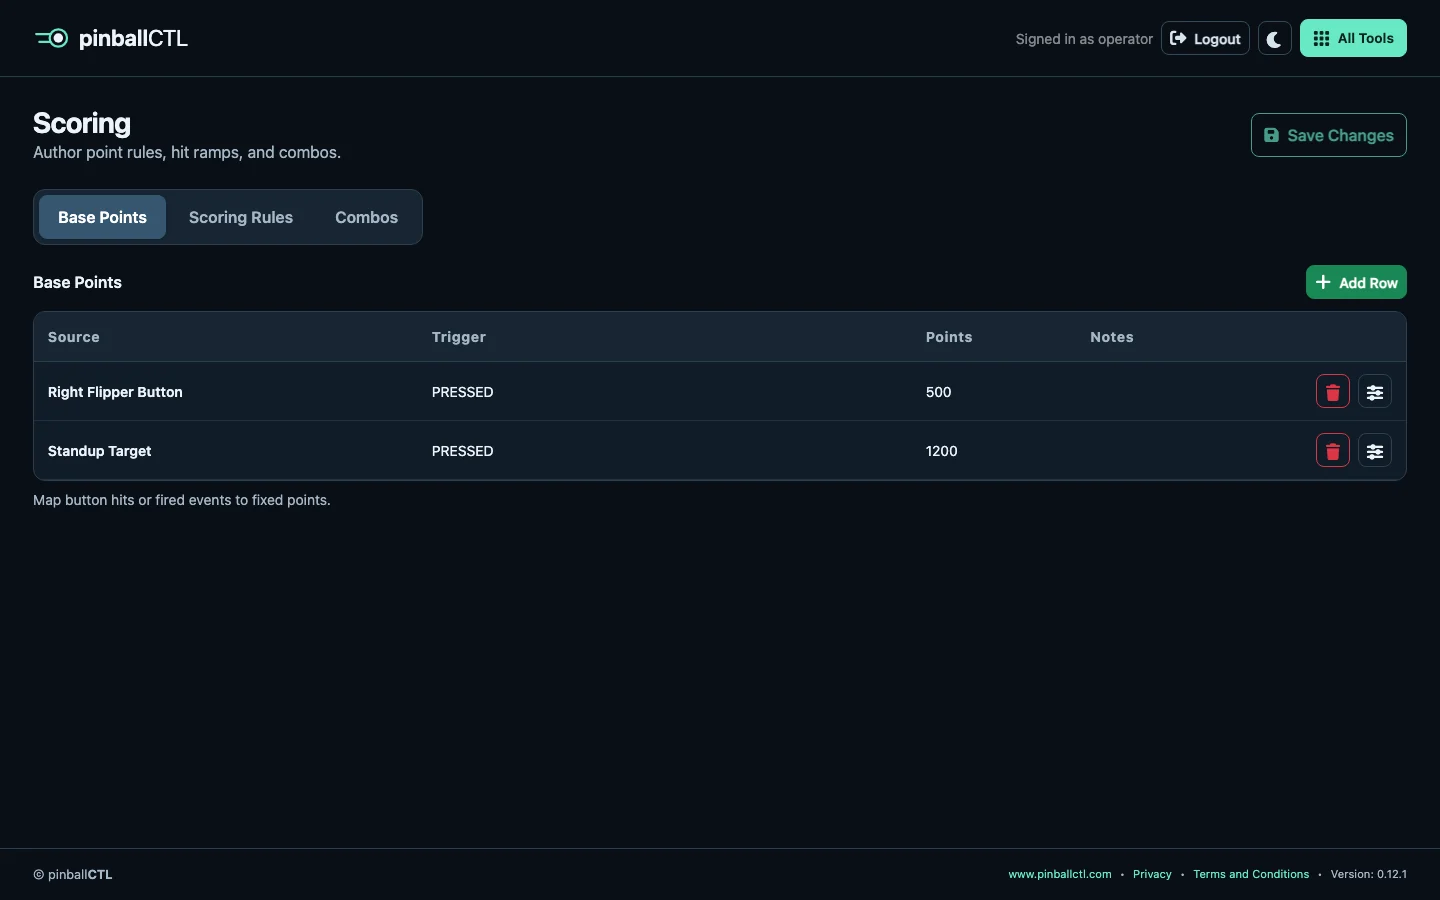 pinballCTL
Signed in as operator
Logout
All Tools
Scoring
Author point rules, hit ramps, and combos.
Save Changes
Base Points
Scoring Rules
Combos
Base Points
Add Row
Source Trigger Points Notes
Right Flipper Button PRESSED 500
Standup Target PRESSED 1200
Map button hits or fired events to fixed points.
© pinballCTL
www.pinballctl.com • Privacy • Terms and Conditions • Version: 0.12.1